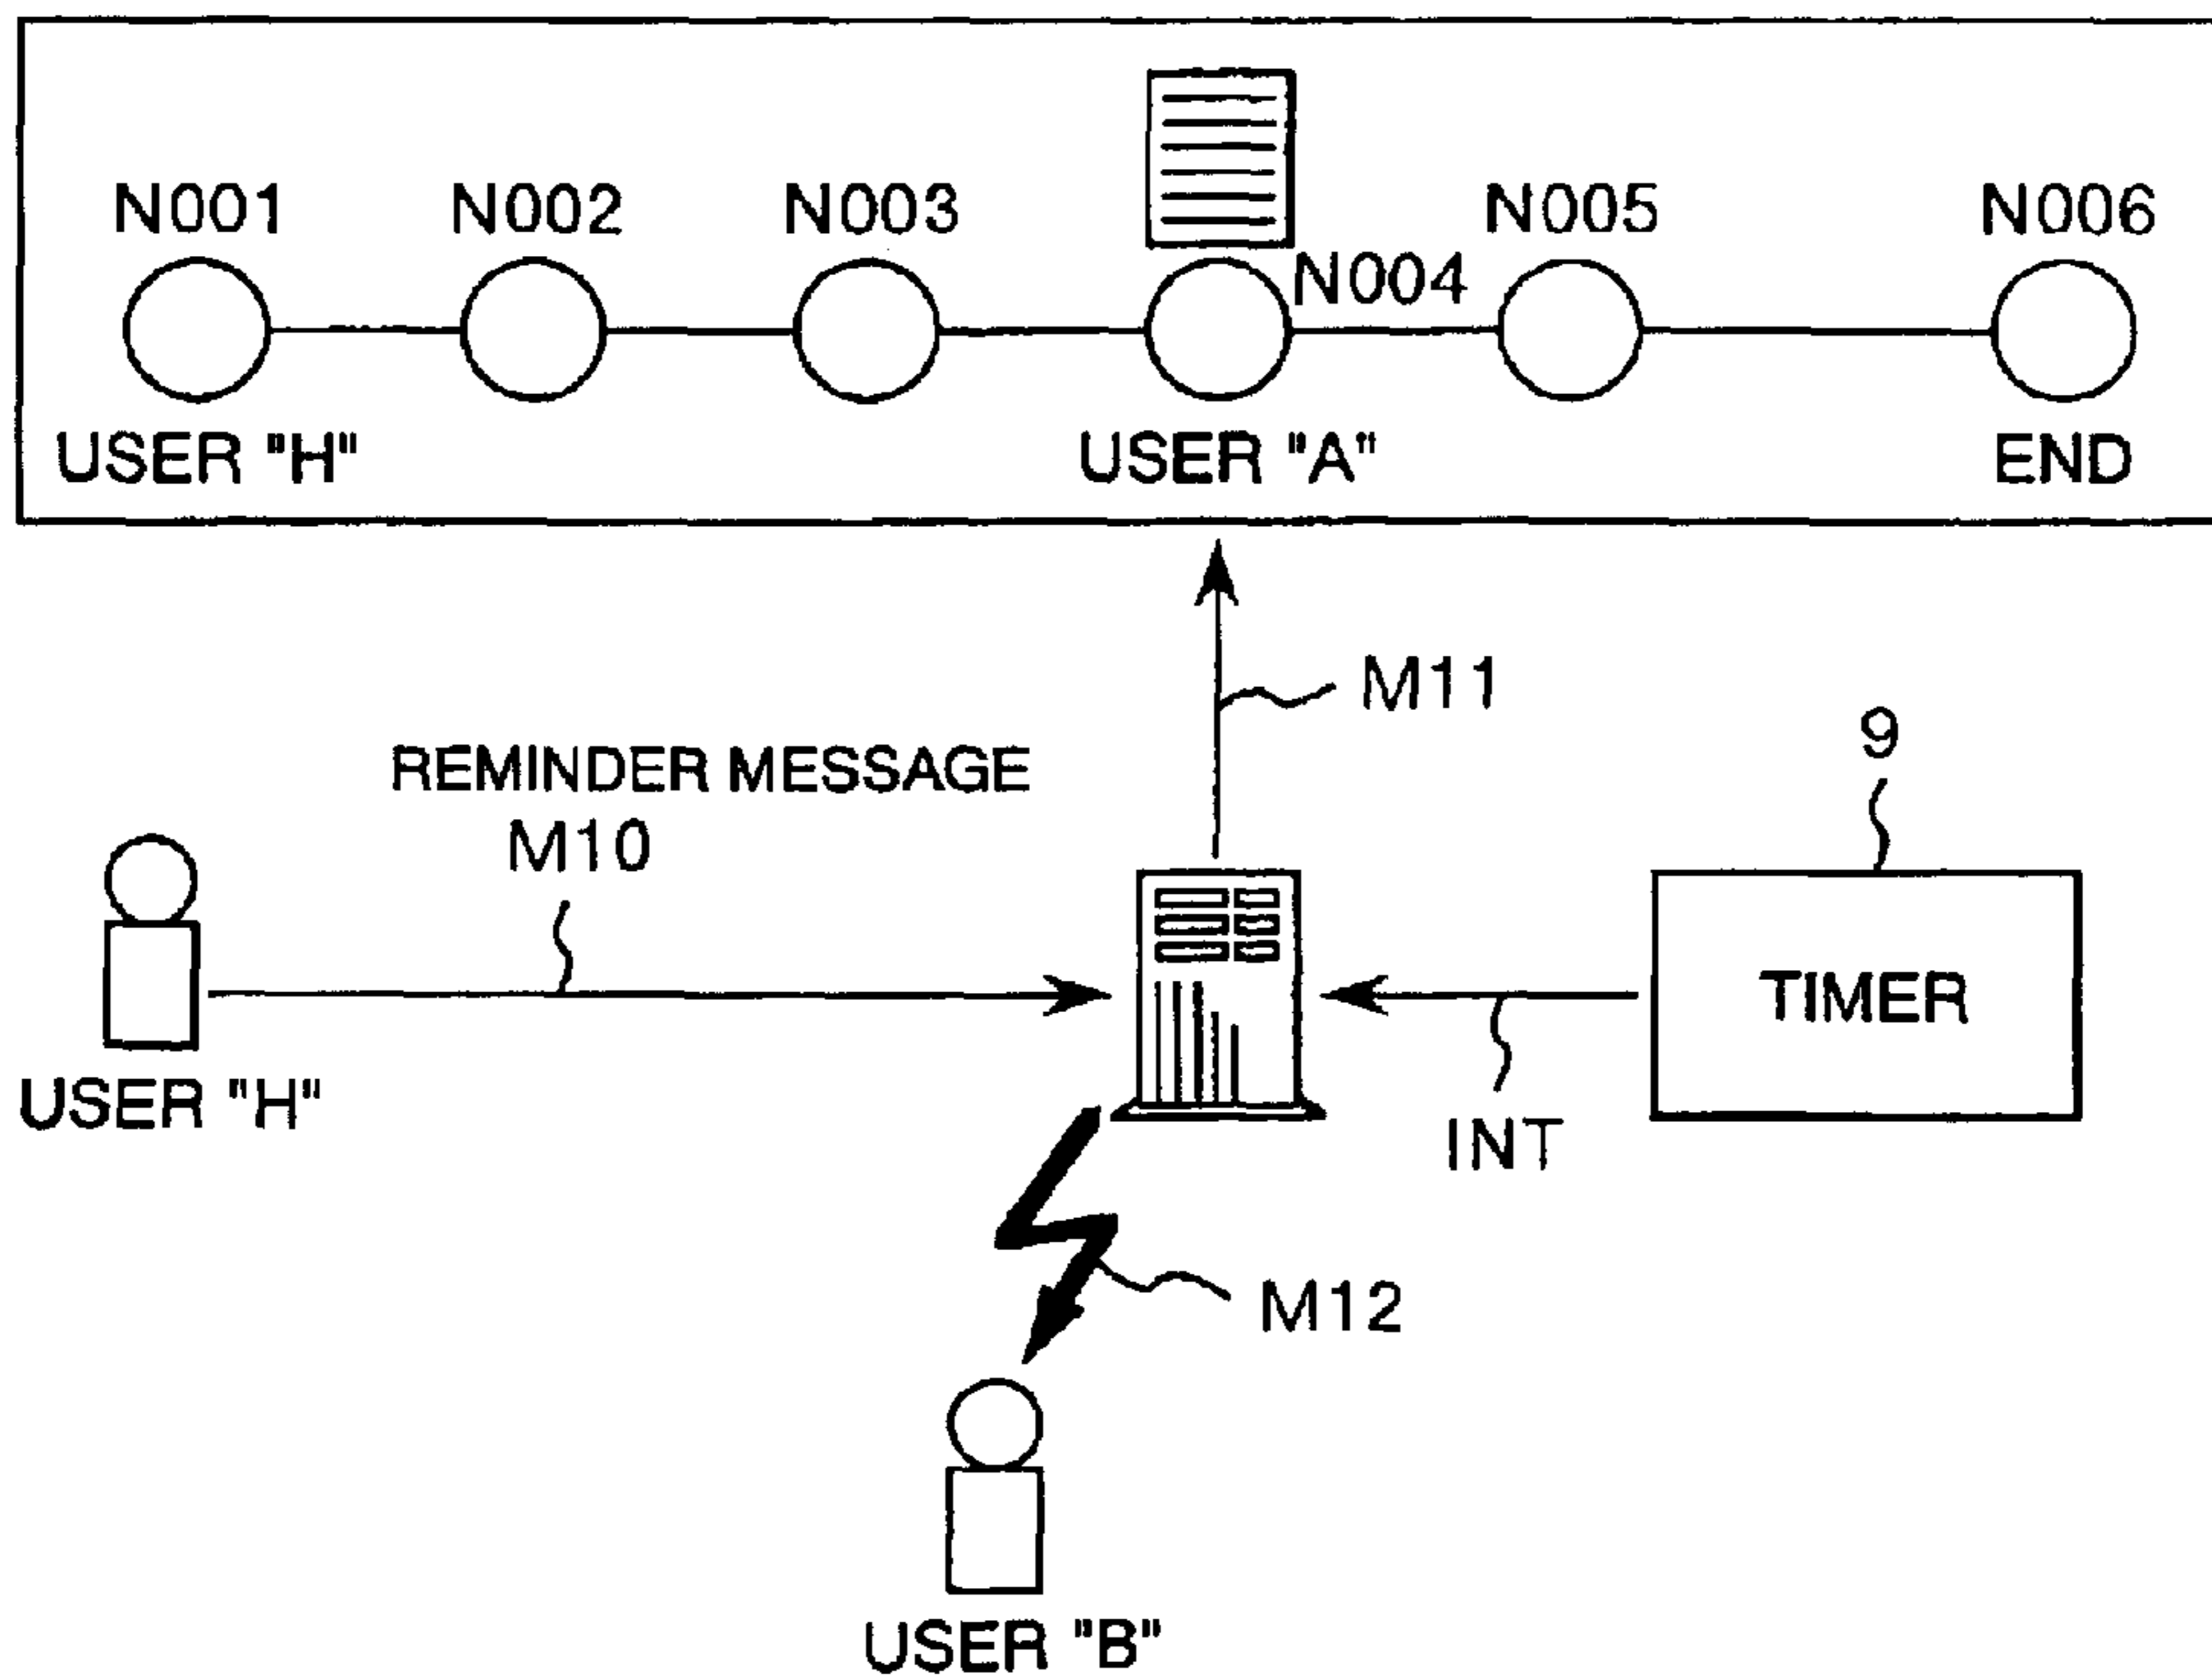 N001 N002 N003 N005 N006
N004
USER "H" USER "A" END
M11
9
REMINDER MESSAGE
M10
TIMER
USER "H"
INT
M12
USER "B"